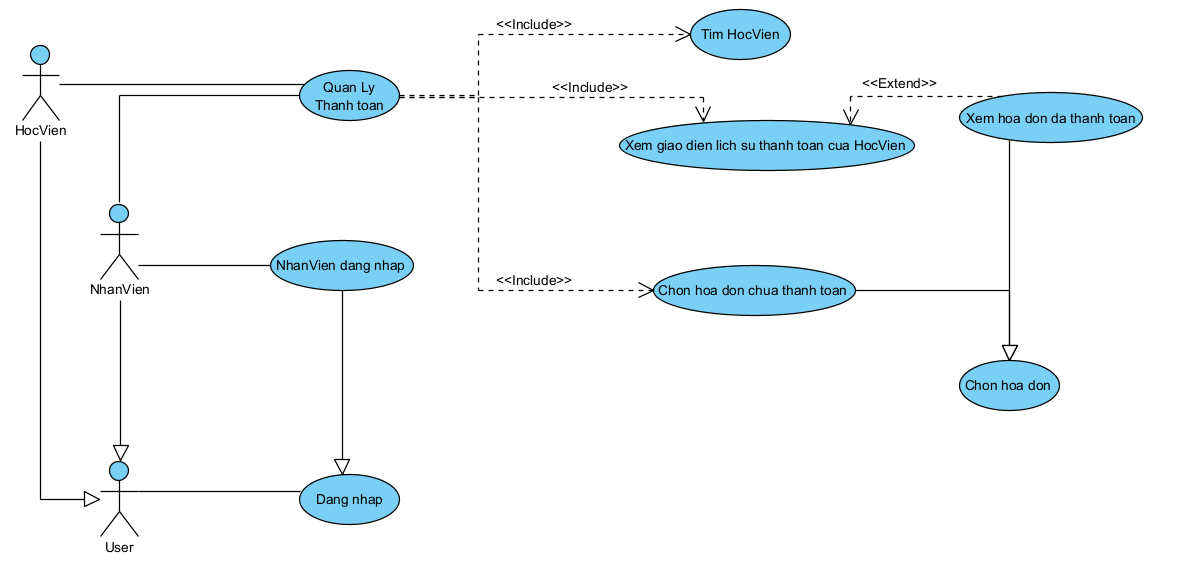 <<Include>>
Tim HocVien
<<Extend>>
<<Include>>
Quan Ly
Thanh toan
Xem hoa don da thanh toan
HocVien
Xem giao dien lich su thanh toan cua HocVien
NhanVien dang nhap
<<Include>>
NhanVien
Chon hoa don chua thanh toan
Chon hoa don
Dang nhap
User